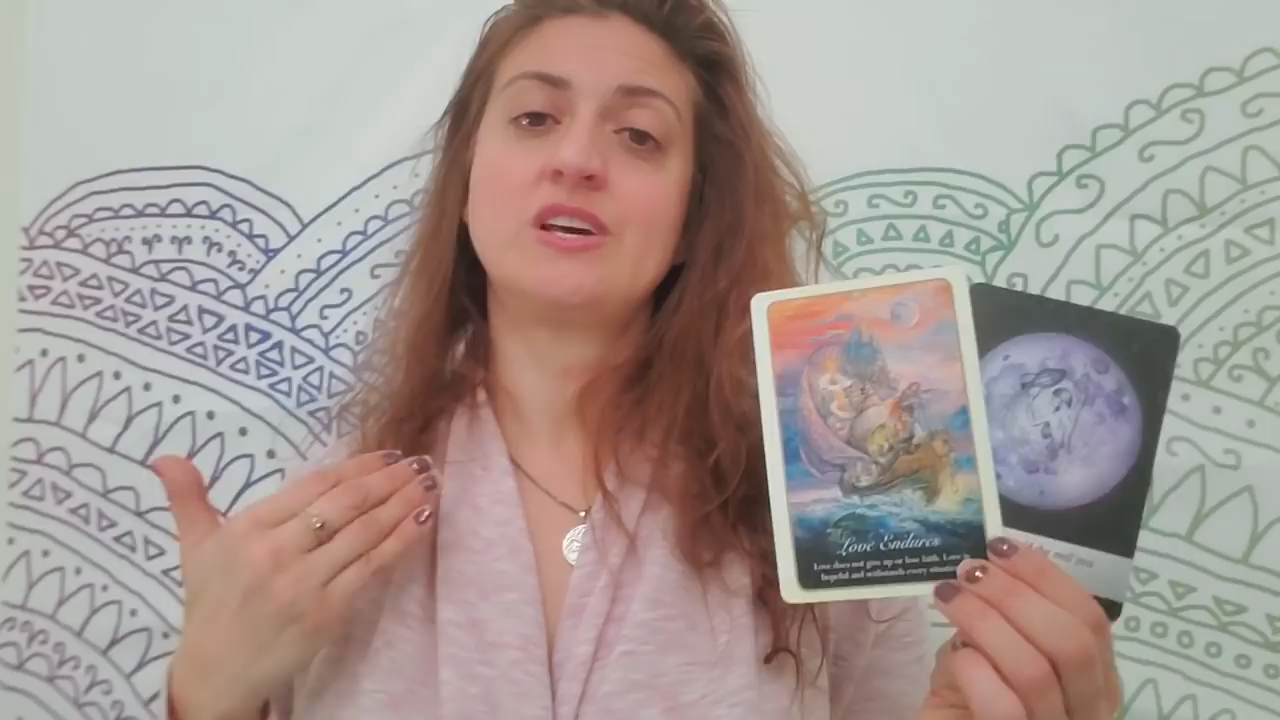 Love Endures
Love does not give up or lose faith. Love is
hopeful and withstands every situation